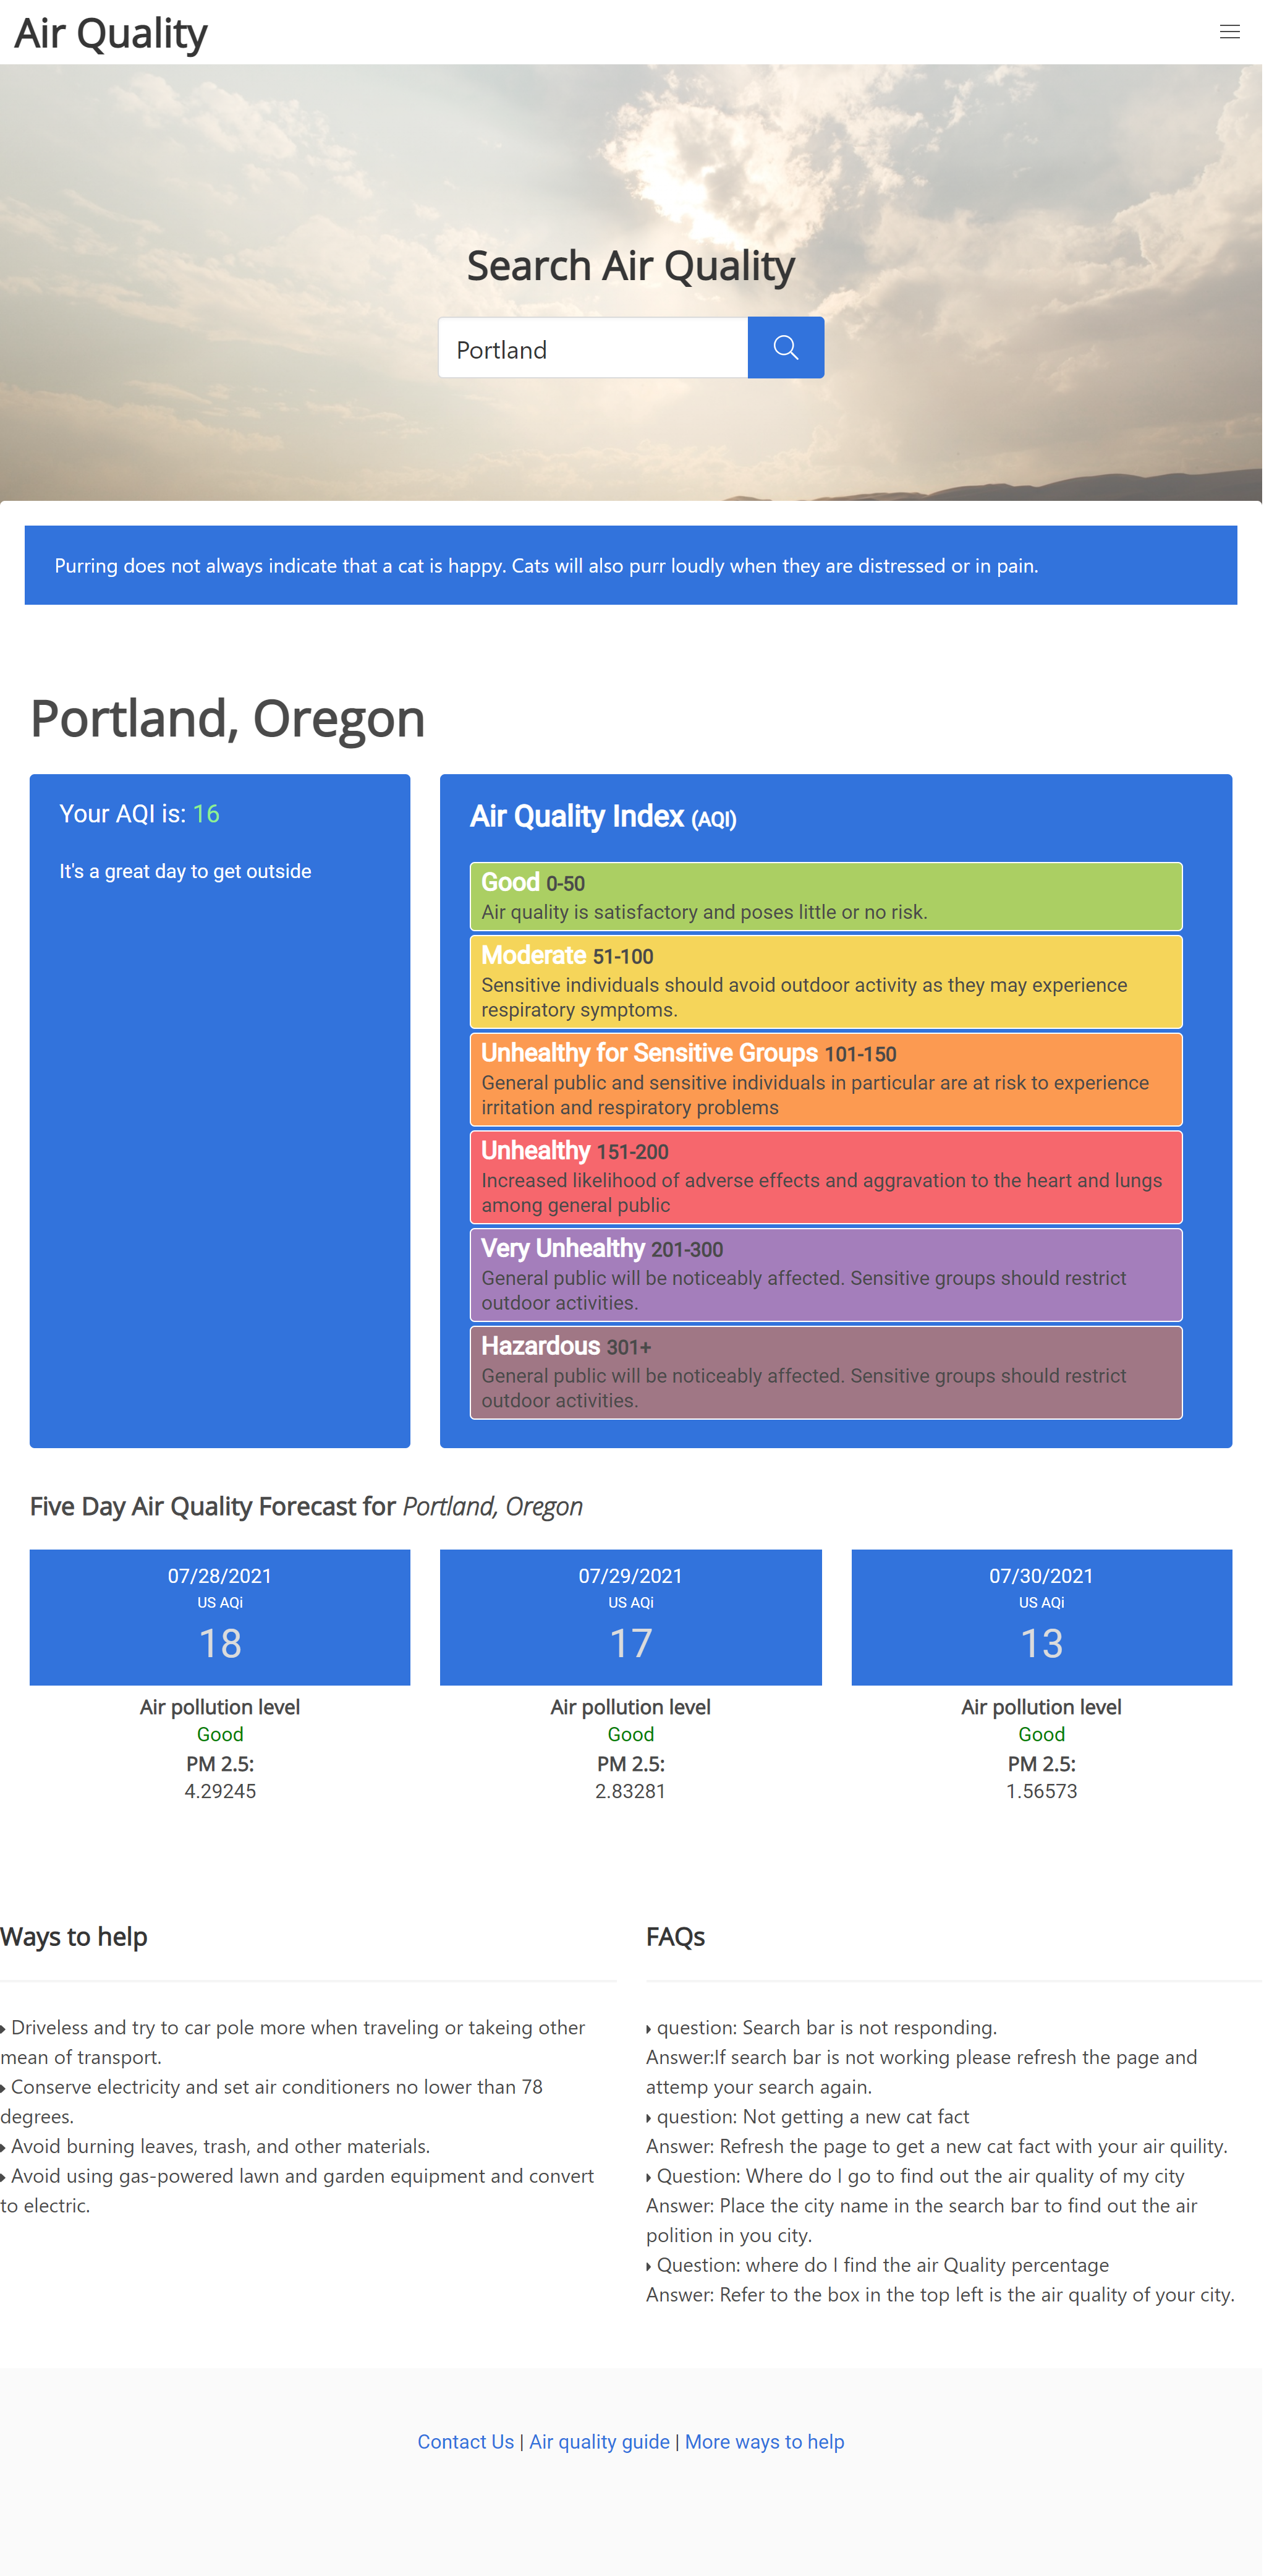 Air Quality
Search Air Quality
Portland
Purring does not always indicate that a cat is happy. Cats will also purr loudly when they are distressed or in pain.
Portland, Oregon
Your AQI is: 16
It's a great day to get outside
Air Quality Index (AQI)
Good 0-50
Air quality is satisfactory and poses little or no risk.
Moderate 51-100
Sensitive individuals should avoid outdoor activity as they may experience
respiratory symptoms.
Unhealthy for Sensitive Groups 101-150
General public and sensitive individuals in particular are at risk to experience
irritation and respiratory problems
Unhealthy 151-200
Increased likelihood of adverse effects and aggravation to the heart and lungs
among general public
Very Unhealthy 201-300
General public will be noticeably affected. Sensitive groups should restrict
outdoor activities.
Hazardous 301+
General public will be noticeably affected. Sensitive groups should restrict
outdoor activities.
Five Day Air Quality Forecast for Portland, Oregon
07/28/2021
US AQi
18
Air pollution level
Good
PM 2.5:
4.29245
07/29/2021
US AQi
17
Air pollution level
Good
PM 2.5:
2.83281
07/30/2021
US AQi
13
Air pollution level
Good
PM 2.5:
1.56573
Ways to help
Driveless and try to car pole more when traveling or takeing other
mean of transport.
Conserve electricity and set air conditioners no lower than 78
degrees.
Avoid burning leaves, trash, and other materials.
Avoid using gas-powered lawn and garden equipment and convert
to electric.
FAQs
question: Search bar is not responding.
Answer:If search bar is not working please refresh the page and
attemp your search again.
question: Not getting a new cat fact
Answer: Refresh the page to get a new cat fact with your air quility.
Question: Where do I go to find out the air quality of my city
Answer: Place the city name in the search bar to find out the air
polition in you city.
Question: where do I find the air Quality percentage
Answer: Refer to the box in the top left is the air quality of your city.
Contact Us | Air quality guide | More ways to help